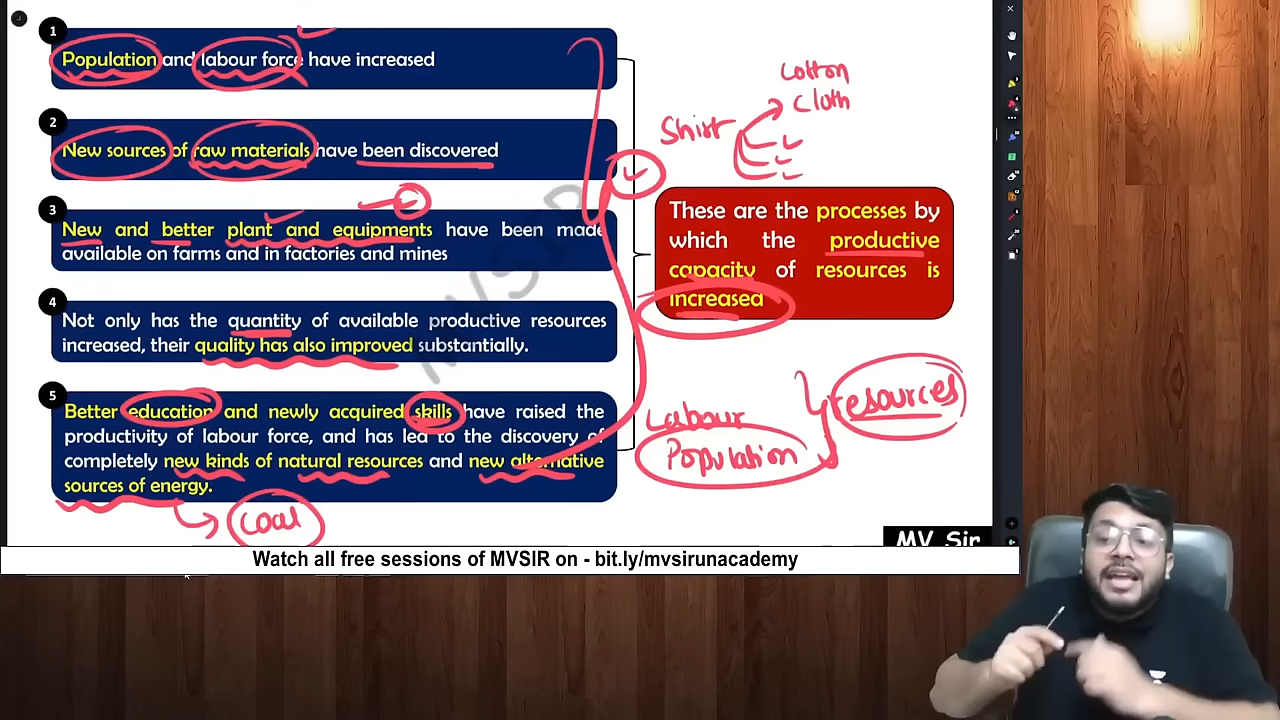 1
Population and labour force have increased
2
New sources of raw materials have been discovered
3
New and better plant and equipments have been made
available on farms and in factories and mines
4
Not only has the quantity of available productive resources
increased, their quality has also improved substantially.
5
Better education and newly acquired skills have raised the
productivity of labour force, and has led to the discovery of
completely new kinds of natural resources and new alternative
sources of energy.
coal
Cotton
Shirt
Cloth
These are the processes by
which the productive
capacity of resources is
increased
Labour
Population
resources
MVSIR
MV Sir
Watch all free sessions of MVSIR on - bit.ly/mvsirunacademy